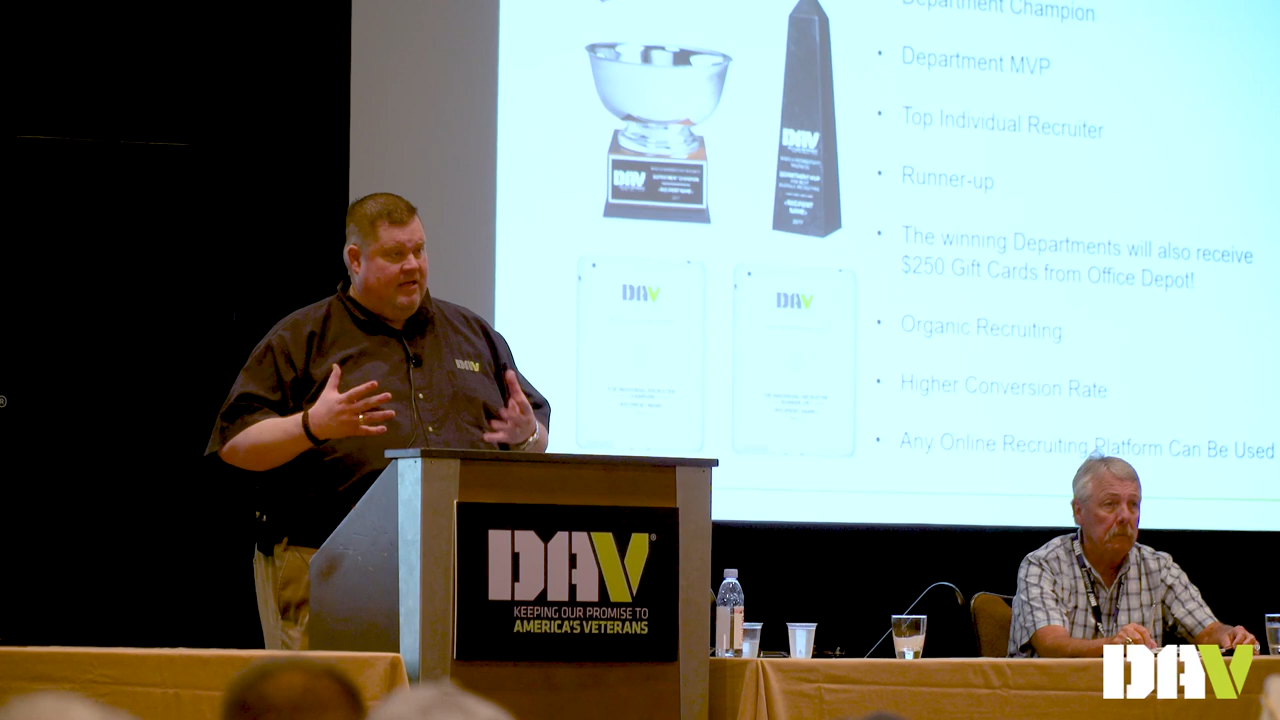 Department Champion
• Department MVP
• Top Individual Recruiter
• Runner-up
• The winning Departments will also receive
$250 Gift Cards from Office Depot!
• Organic Recruiting
• Higher Conversion Rate
• Any Online Recruiting Platform Can Be Used
DAV
DAV
DEPARTMENT MVP
DAV
DAV
DAV
DAV®
KEEPING OUR PROMISE TO
AMERICA'S VETERANS
®
DAV